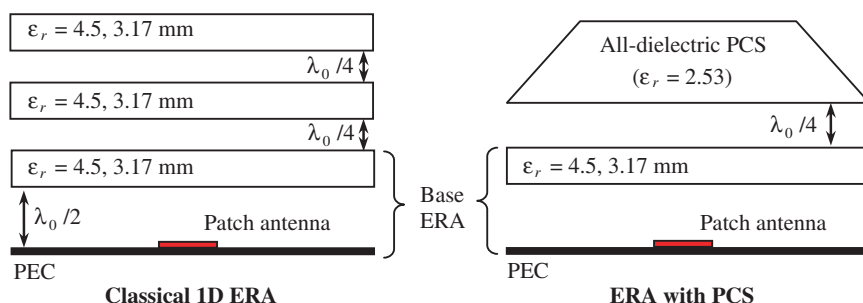 εᵣ = 4.5, 3.17 mm
λ₀ /4
εᵣ = 4.5, 3.17 mm
λ₀ /4
εᵣ = 4.5, 3.17 mm
λ₀ /2
Patch antenna
PEC
Classical 1D ERA
Base
ERA
All-dielectric PCS
(εᵣ = 2.53)
λ₀ /4
εᵣ = 4.5, 3.17 mm
Patch antenna
PEC
ERA with PCS